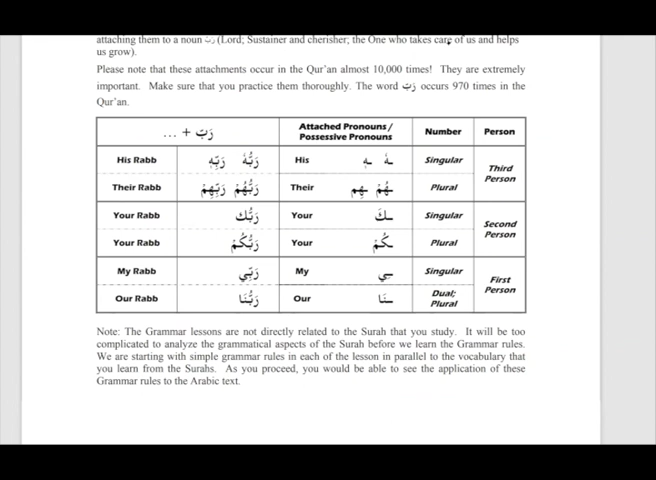 attaching them to a noun رَبّ (Lord; Sustainer and cherisher; the One who takes care of us and helps
us grow).
Please note that these attachments occur in the Qur'an almost 10,000 times! They are extremely
important. Make sure that you practice them thoroughly. The word رَبّ occurs 970 times in the
Qur'an.
رَبّ + ... Attached Pronouns / Possessive Pronouns Number Person
His Rabb رَبُّهُ رَبِّهِ His ـهُ ـهِ Singular Third Person
Their Rabb رَبُّهُمْ رَبِّهِمْ Their هُمْ هِم Plural
Your Rabb رَبُّكَ Your ـكَ Singular Second Person
Your Rabb رَبُّكُمْ Your ـكُمْ Plural
My Rabb رَبِّي My ـِي Singular First Person
Our Rabb رَبُّنَا Our ـنَا Dual; Plural
Note: The Grammar lessons are not directly related to the Surah that you study. It will be too
complicated to analyze the grammatical aspects of the Surah before we learn the Grammar rules.
We are starting with simple grammar rules in each of the lesson in parallel to the vocabulary that
you learn from the Surahs. As you proceed, you would be able to see the application of these
Grammar rules to the Arabic text.